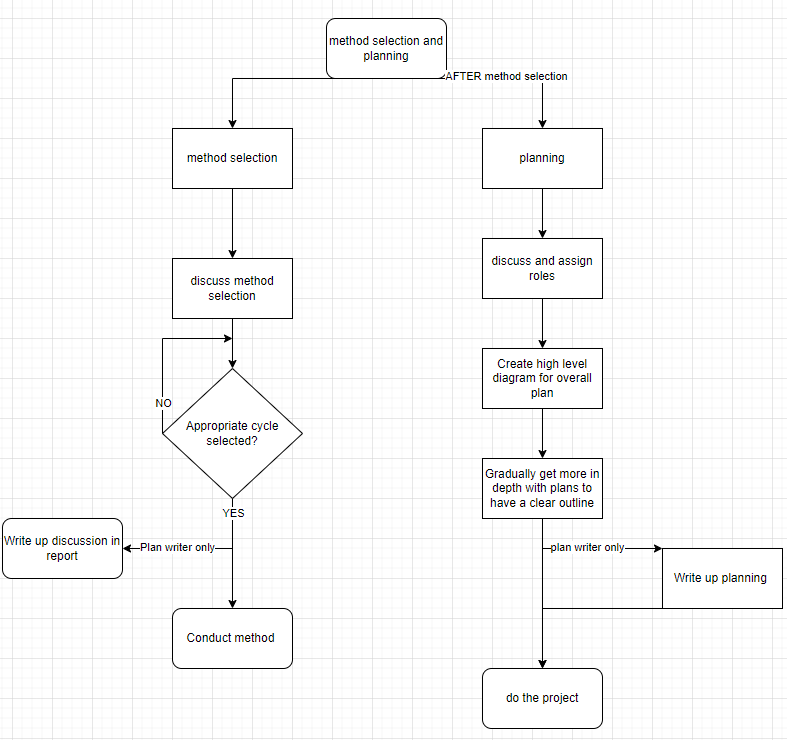 method selection and
planning
AFTER method selection
method selection
planning
discuss method
selection
discuss and assign
roles
Create high level
diagram for overall
plan
NO
Appropriate cycle
selected?
Gradually get more in
depth with plans to
have a clear outline
YES
Write up discussion in
report
Plan writer only
plan writer only
Write up planning
Conduct method
do the project